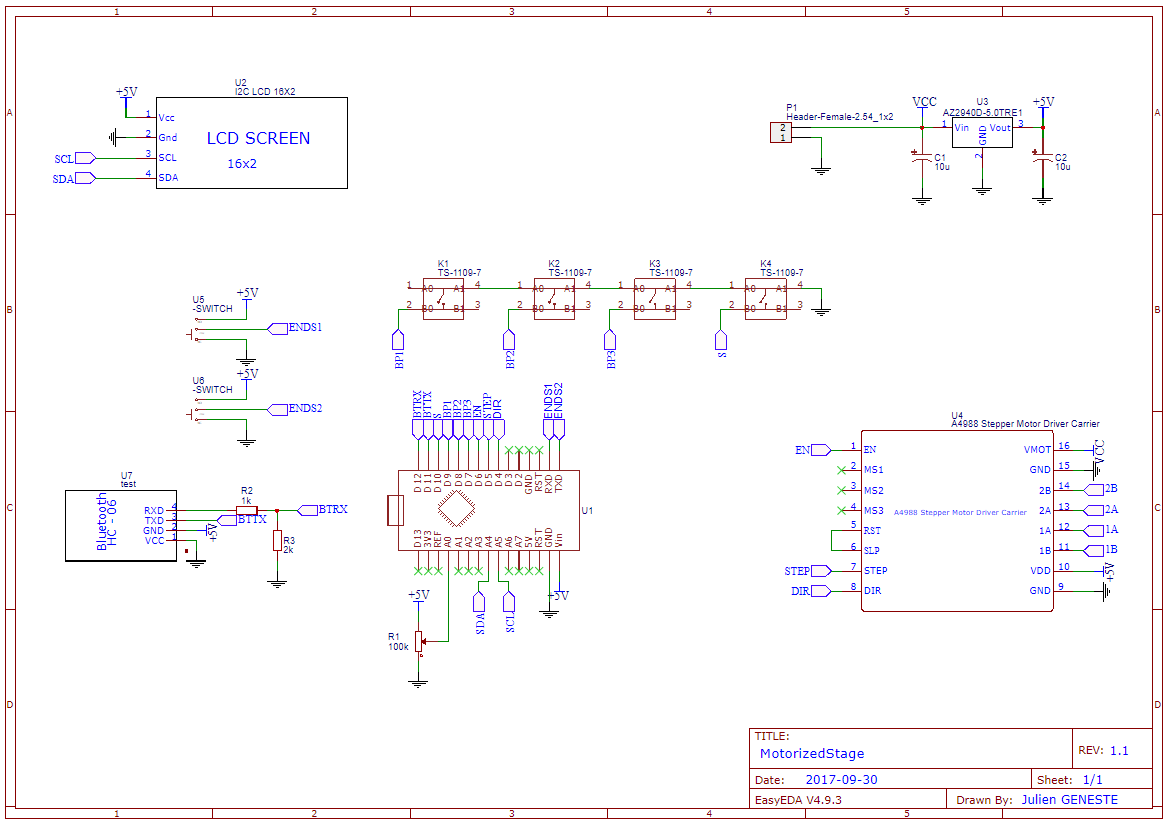 1 2 3 4 5
A A
U2
I2C LCD 16X2
+5V
1 Vcc
2 Gnd
SCL 3 SCL
SDA 4 SDA
LCD SCREEN
16x2
P1
Header-Female-2.54_1x2
2
1
VCC
U3
AZ2940D-5.0TRE1
1 Vin GND Vout 3
2
+5V
C1
10u
C2
10u
B B
K1
TS-1109-7
1 A0 A1 4
2 B0 B1 3
BP1
K2
TS-1109-7
1 A0 A1 4
2 B0 B1 3
BP2
K3
TS-1109-7
1 A0 A1 4
2 B0 B1 3
BP3
K4
TS-1109-7
1 A0 A1 4
2 B0 B1 3
S
U5
-SWITCH
+5V
ENDS1
U6
-SWITCH
+5V
ENDS2
C C
BTRX BTTX S BP1 BP2 BP3 EN STEP DIR ENDS1 ENDS2
D12 D11 D10 D9 D8 D7 D6 D5 D4 D3 D2 GND RST RXD TXD
U1
D13 3V3 REF A0 A1 A2 A3 A4 A5 A6 A7 5V RST GND Vin
SDA SCL +5V
+5V
R1
100k
U7
test
Bluetooth
HC - 06
RXD 4
TXD 3
GND 2
VCC 1
R2
1k
BTTX
BTRX
+5V
R3
2k
U4
A4988 Stepper Motor Driver Carrier
EN 1 EN
2 MS1
3 MS2
4 MS3
5 RST
6 SLP
STEP 7 STEP
DIR 8 DIR
A4988 Stepper Motor Driver Carrier
VMOT 16 VCC
GND 15
2B 14 2B
2A 13 2A
1A 12 1A
1B 11 1B
VDD 10 +5V
GND 9
D D
TITLE:
MotorizedStage
REV: 1.1
Date: 2017-09-30
Sheet: 1/1
EasyEDA V4.9.3
Drawn By: Julien GENESTE
1 2 3 4 5